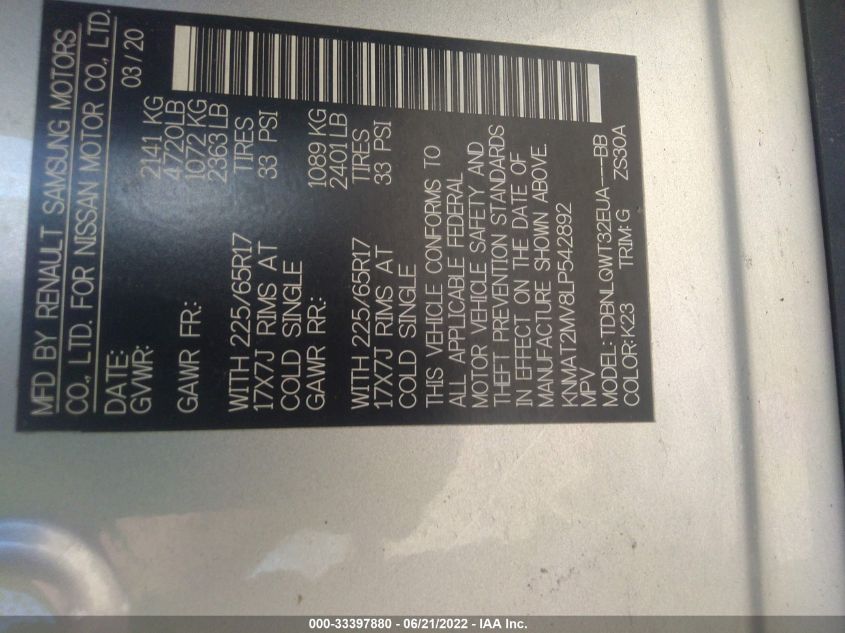 MFD BY RENAULT SAMSUNG MOTORS
CO., LTD. FOR NISSAN MOTOR CO., LTD.
DATE: 03/20
GVWR: 2141 KG
4720LB
GAWR FR: 1072 KG
2363 LB
WITH 225/65R17 TIRES
17X7J RIMS AT 33 PSI
COLD SINGLE
GAWR RR: 1089 KG
2401 LB
WITH 225/65R17 TIRES
17X7J RIMS AT 33 PSI
COLD SINGLE
THIS VEHICLE CONFORMS TO
ALL APPLICABLE FEDERAL
MOTOR VEHICLE SAFETY AND
THEFT PREVENTION STANDARDS
IN EFFECT ON THE DATE OF
MANUFACTURE SHOWN ABOVE.
KNMAT2MV8LP542892
MPV
MODEL:TDBNLQWT32EUA----BB
COLOR:K23 TRIM:G ZS30A
000-33397880 - 06/21/2022 - IAA Inc.